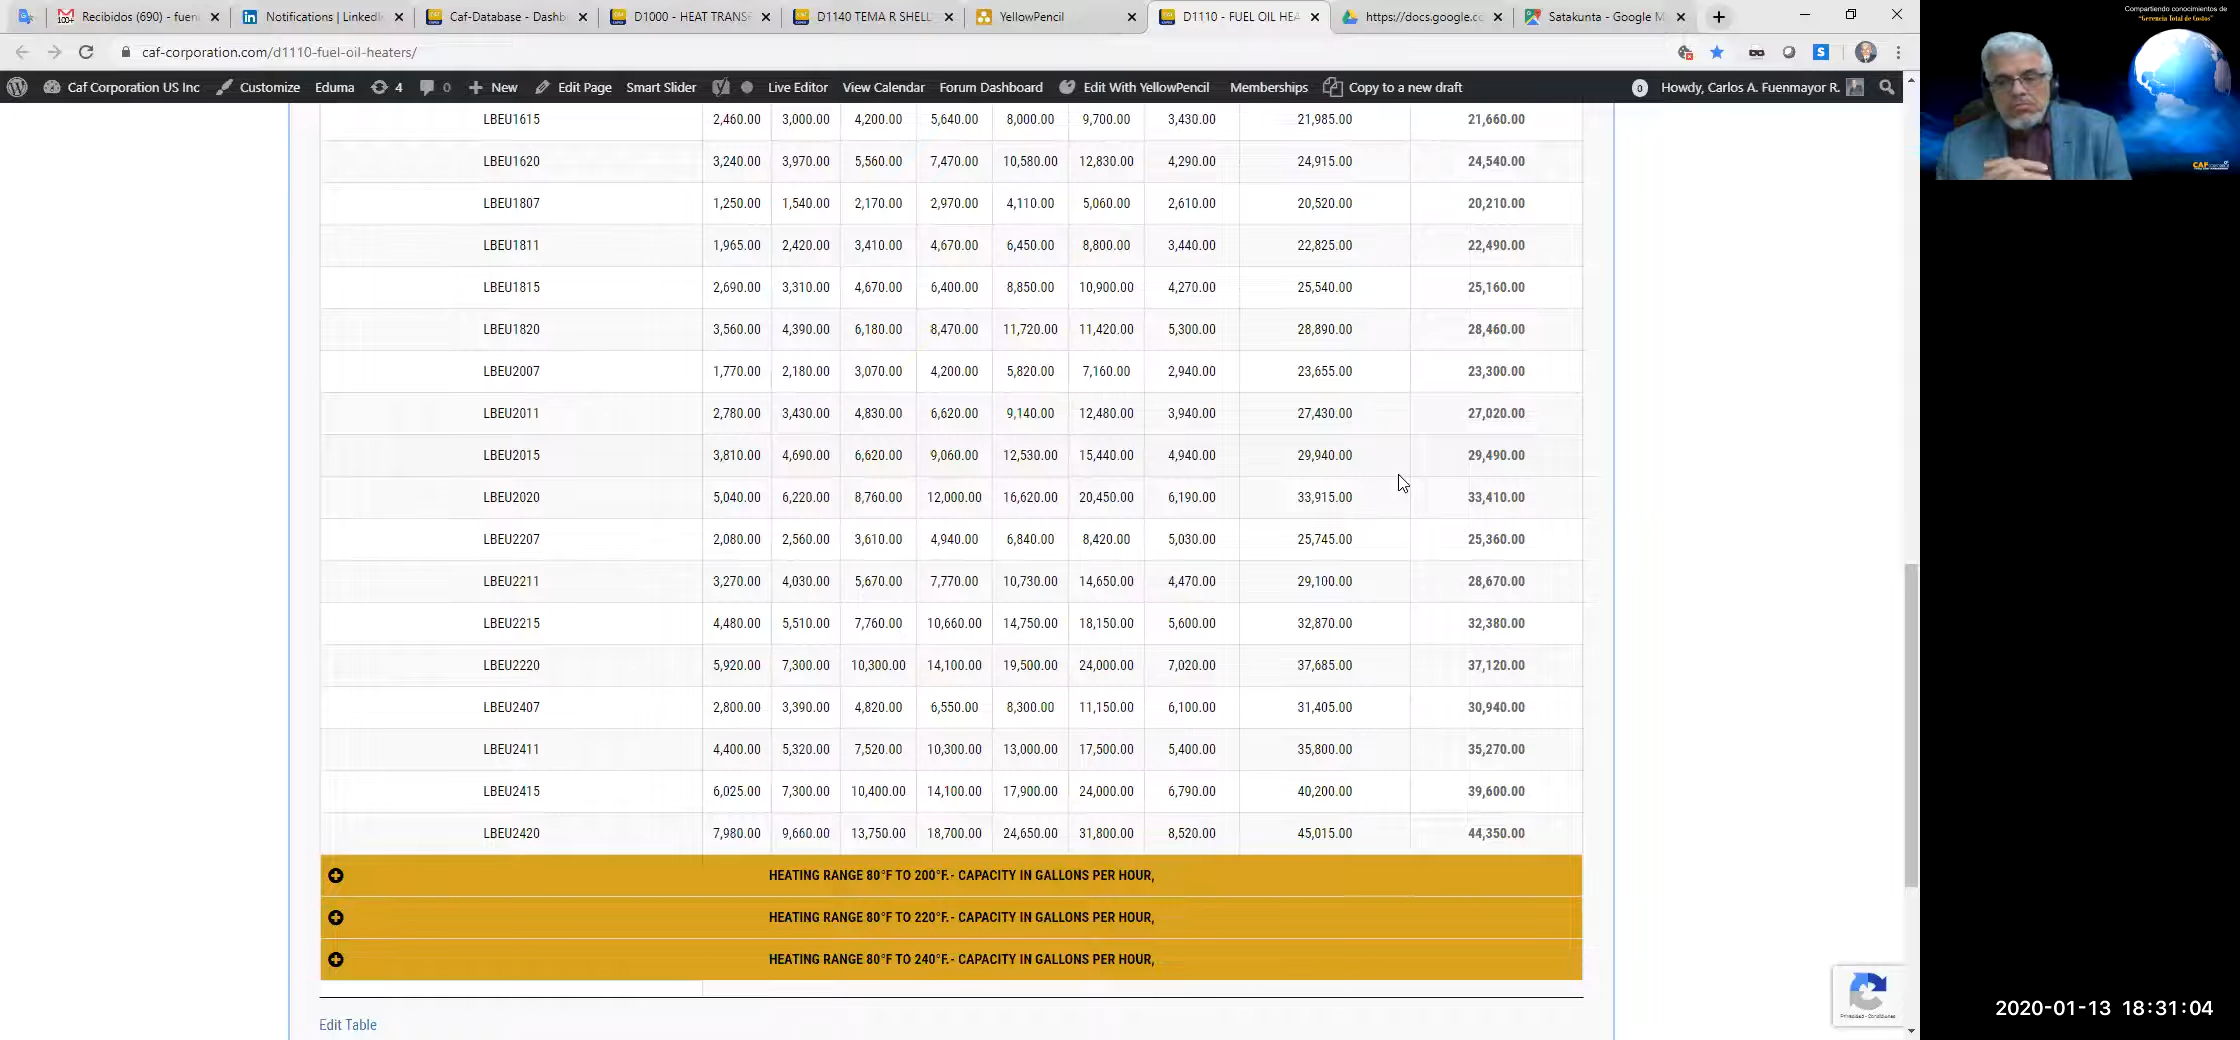 Recibidos (690) - fuen
Notifications | LinkedI
Caf-Database - Dashb
D1000 - HEAT TRANSF
D1140 TEMA R SHELL
YellowPencil
D1110 - FUEL OIL HEA
https://docs.google.co
Satakunta - Google M
caf-corporation.com/d1110-fuel-oil-heaters/
Caf Corporation US Inc Customize Eduma 4 0 New Edit Page Smart Slider Live Editor View Calendar Forum Dashboard Edit With YellowPencil Memberships Copy to a new draft 0 Howdy, Carlos A. Fuenmayor R.
LBEU1615 2,460.00 3,000.00 4,200.00 5,640.00 8,000.00 9,700.00 3,430.00 21,985.00 21,660.00
LBEU1620 3,240.00 3,970.00 5,560.00 7,470.00 10,580.00 12,830.00 4,290.00 24,915.00 24,540.00
LBEU1807 1,250.00 1,540.00 2,170.00 2,970.00 4,110.00 5,060.00 2,610.00 20,520.00 20,210.00
LBEU1811 1,965.00 2,420.00 3,410.00 4,670.00 6,450.00 8,800.00 3,440.00 22,825.00 22,490.00
LBEU1815 2,690.00 3,310.00 4,670.00 6,400.00 8,850.00 10,900.00 4,270.00 25,540.00 25,160.00
LBEU1820 3,560.00 4,390.00 6,180.00 8,470.00 11,720.00 11,420.00 5,300.00 28,890.00 28,460.00
LBEU2007 1,770.00 2,180.00 3,070.00 4,200.00 5,820.00 7,160.00 2,940.00 23,655.00 23,300.00
LBEU2011 2,780.00 3,430.00 4,830.00 6,620.00 9,140.00 12,480.00 3,940.00 27,430.00 27,020.00
LBEU2015 3,810.00 4,690.00 6,620.00 9,060.00 12,530.00 15,440.00 4,940.00 29,940.00 29,490.00
LBEU2020 5,040.00 6,220.00 8,760.00 12,000.00 16,620.00 20,450.00 6,190.00 33,915.00 33,410.00
LBEU2207 2,080.00 2,560.00 3,610.00 4,940.00 6,840.00 8,420.00 5,030.00 25,745.00 25,360.00
LBEU2211 3,270.00 4,030.00 5,670.00 7,770.00 10,730.00 14,650.00 4,470.00 29,100.00 28,670.00
LBEU2215 4,480.00 5,510.00 7,760.00 10,660.00 14,750.00 18,150.00 5,600.00 32,870.00 32,380.00
LBEU2220 5,920.00 7,300.00 10,300.00 14,100.00 19,500.00 24,000.00 7,020.00 37,685.00 37,120.00
LBEU2407 2,800.00 3,390.00 4,820.00 6,550.00 8,300.00 11,150.00 6,100.00 31,405.00 30,940.00
LBEU2411 4,400.00 5,320.00 7,520.00 10,300.00 13,000.00 17,500.00 5,400.00 35,800.00 35,270.00
LBEU2415 6,025.00 7,300.00 10,400.00 14,100.00 17,900.00 24,000.00 6,790.00 40,200.00 39,600.00
LBEU2420 7,980.00 9,660.00 13,750.00 18,700.00 24,650.00 31,800.00 8,520.00 45,015.00 44,350.00
HEATING RANGE 80°F TO 200°F.- CAPACITY IN GALLONS PER HOUR,
HEATING RANGE 80°F TO 220°F.- CAPACITY IN GALLONS PER HOUR,
HEATING RANGE 80°F TO 240°F.- CAPACITY IN GALLONS PER HOUR,
Edit Table
Privacidad - Condiciones
Compartiendo conocimientos de
"Gerencia Total de Costos"
CAF
2020-01-13 18:31:04